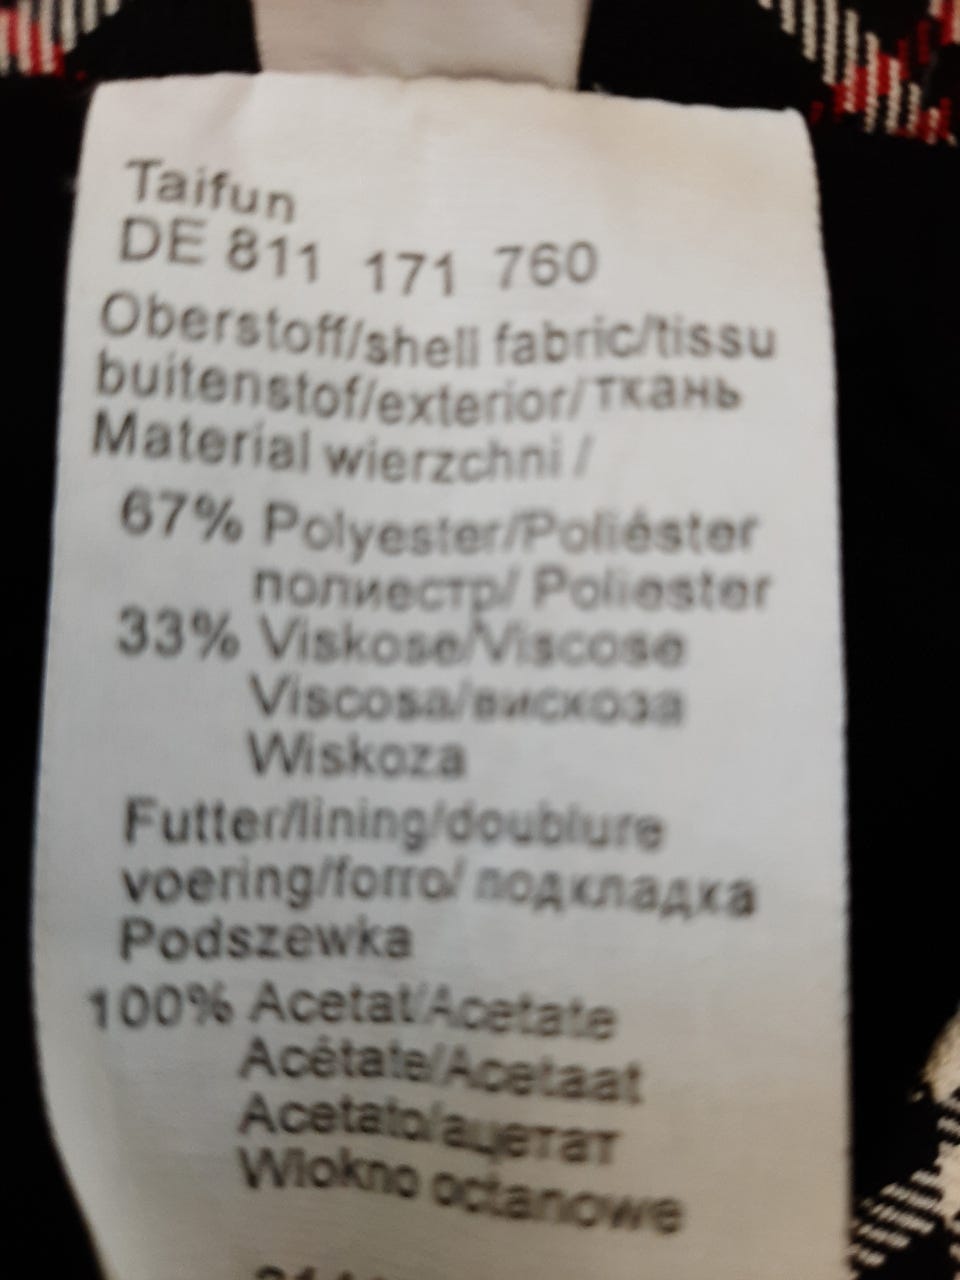 Taifun
DE 811 171 760
Oberstoff/shell fabric/tissu
buitenstof/exterior/ткань
Material wierzchni /
67% Polyester/Poliéster
полиестр/ Poliester
33% Viskose/Viscose
Viscosa/вискоза
Wiskoza
Futter/lining/doublure
voering/forro/ подкладка
Podszewka
100% Acetat/Acetate
Acétate/Acetaat
Acetato/ацетат
Wlokno octanowe